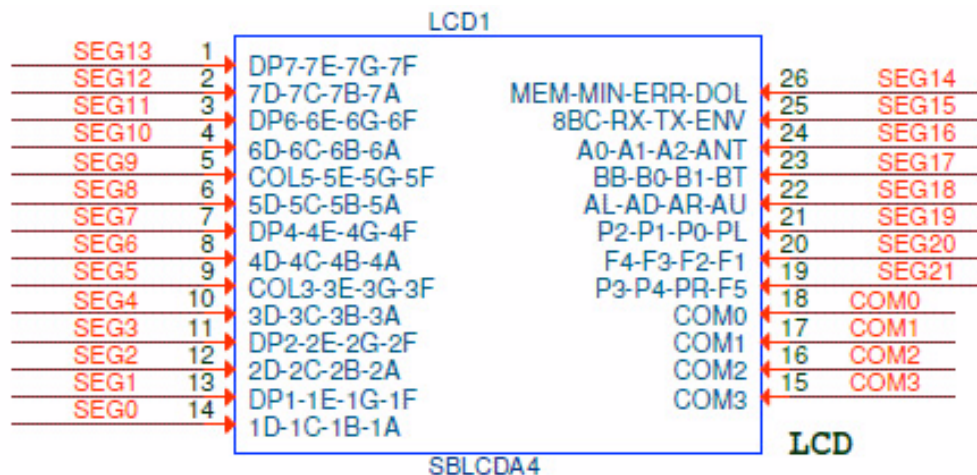 LCD1
SEG13 1 DP7-7E-7G-7F
SEG12 2 7D-7C-7B-7A MEM-MIN-ERR-DOL 26 SEG14
SEG11 3 DP6-6E-6G-6F 8BC-RX-TX-ENV 25 SEG15
SEG10 4 6D-6C-6B-6A A0-A1-A2-ANT 24 SEG16
SEG9 5 COL5-5E-5G-5F BB-B0-B1-BT 23 SEG17
SEG8 6 5D-5C-5B-5A AL-AD-AR-AU 22 SEG18
SEG7 7 DP4-4E-4G-4F P2-P1-P0-PL 21 SEG19
SEG6 8 4D-4C-4B-4A F4-F3-F2-F1 20 SEG20
SEG5 9 COL3-3E-3G-3F P3-P4-PR-F5 19 SEG21
SEG4 10 3D-3C-3B-3A COM0 18 COM0
SEG3 11 DP2-2E-2G-2F COM1 17 COM1
SEG2 12 2D-2C-2B-2A COM2 16 COM2
SEG1 13 DP1-1E-1G-1F COM3 15 COM3
SEG0 14 1D-1C-1B-1A
LCD
SBLCDA4